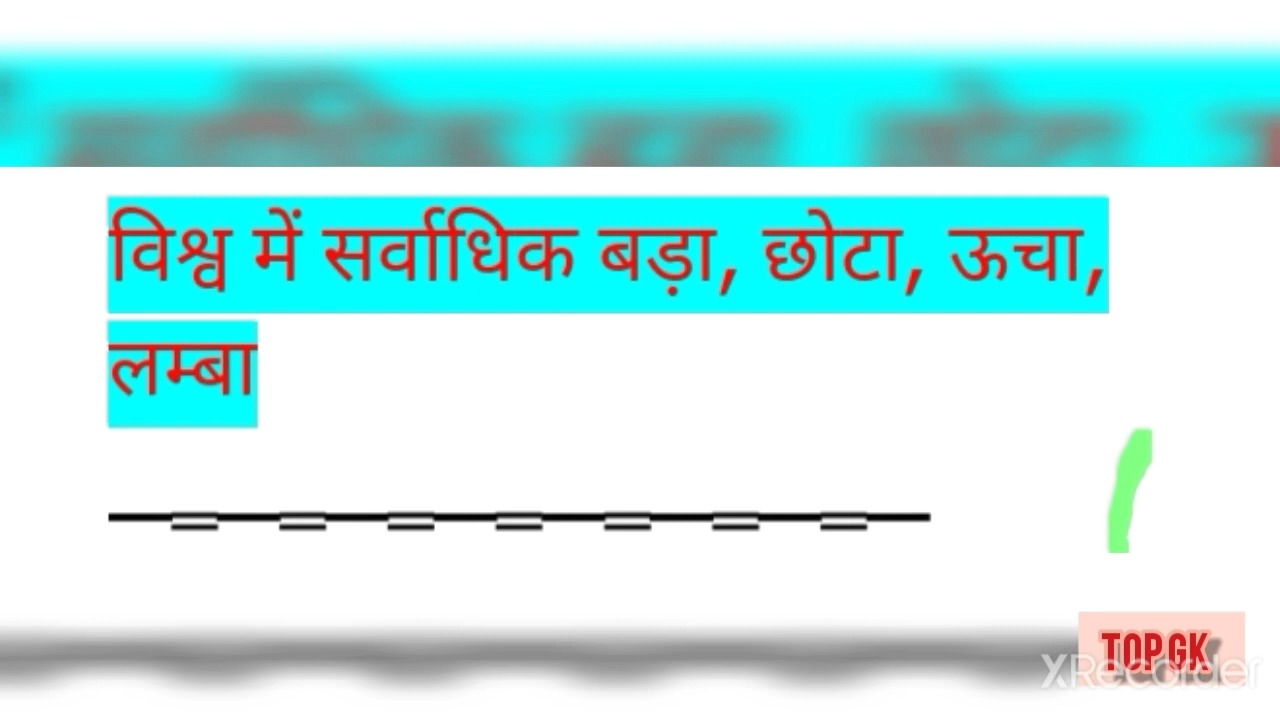 विश्व में सर्वाधिक बड़ा, छोटा, ऊचा,
लम्बा
TOP GK
XRecorder